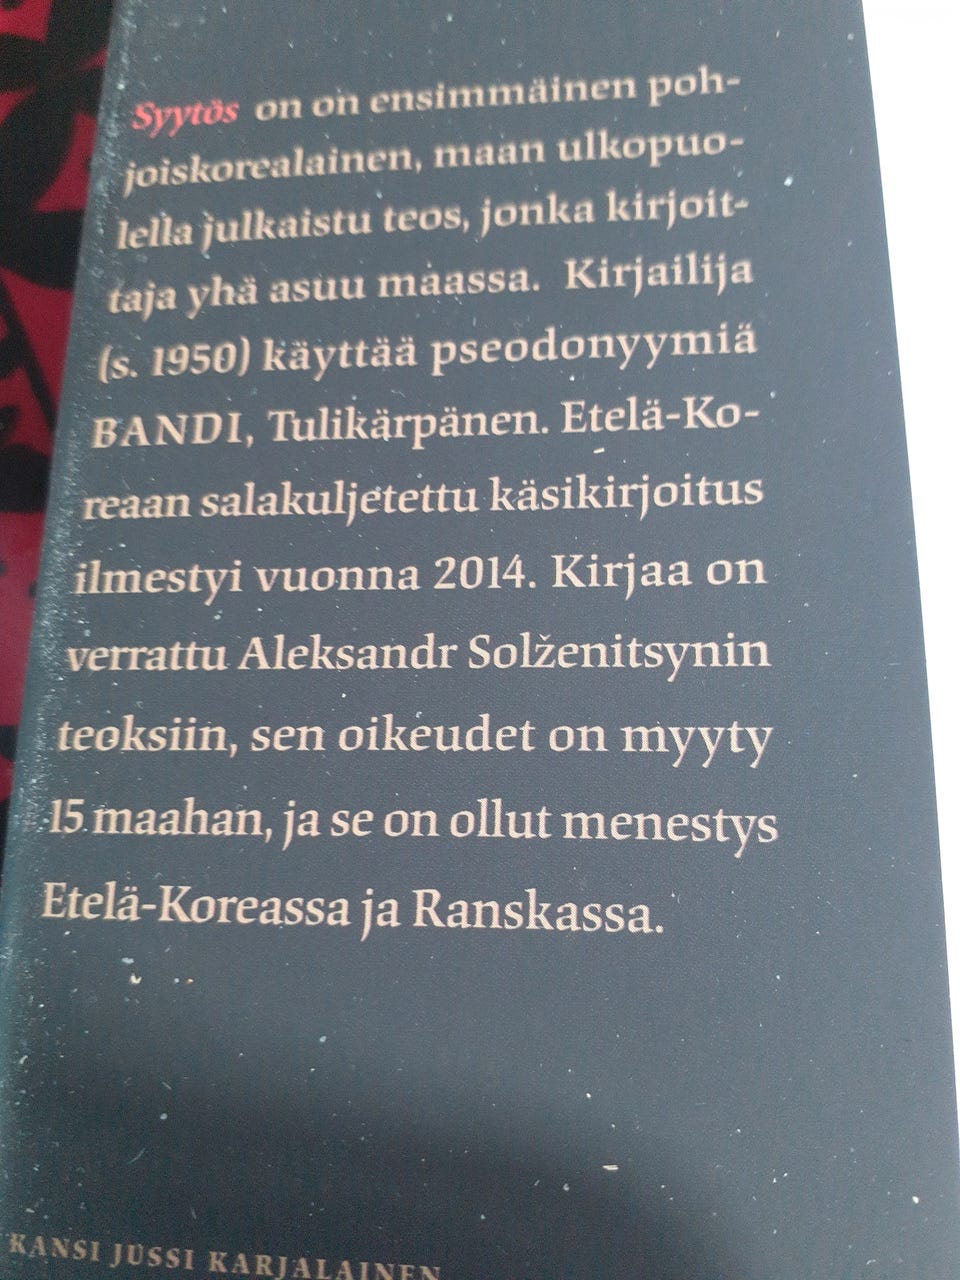 Syytös on on ensimmäinen poh-
joiskorealainen, maan ulkopuo-
lella julkaistu teos, jonka kirjoit-
taja yhä asuu maassa. Kirjailija
(s. 1950) käyttää pseodonyymiä
BANDI, Tulikärpänen. Etelä-Ko-
reaan salakuljetettu käsikirjoitus
ilmestyi vuonna 2014. Kirjaa on
verrattu Aleksandr Solženitsynin
teoksiin, sen oikeudet on myyty
15 maahan, ja se on ollut menestys
Etelä-Koreassa ja Ranskassa.
KANSI JUSSI KARJALAINEN